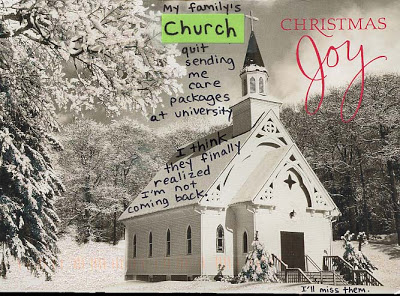 My family's
Church
quit
sending
me
care
packages
at university.
I think
they finally
realized
I'm not
coming back.
CHRISTMAS
Joy
I'll miss them.